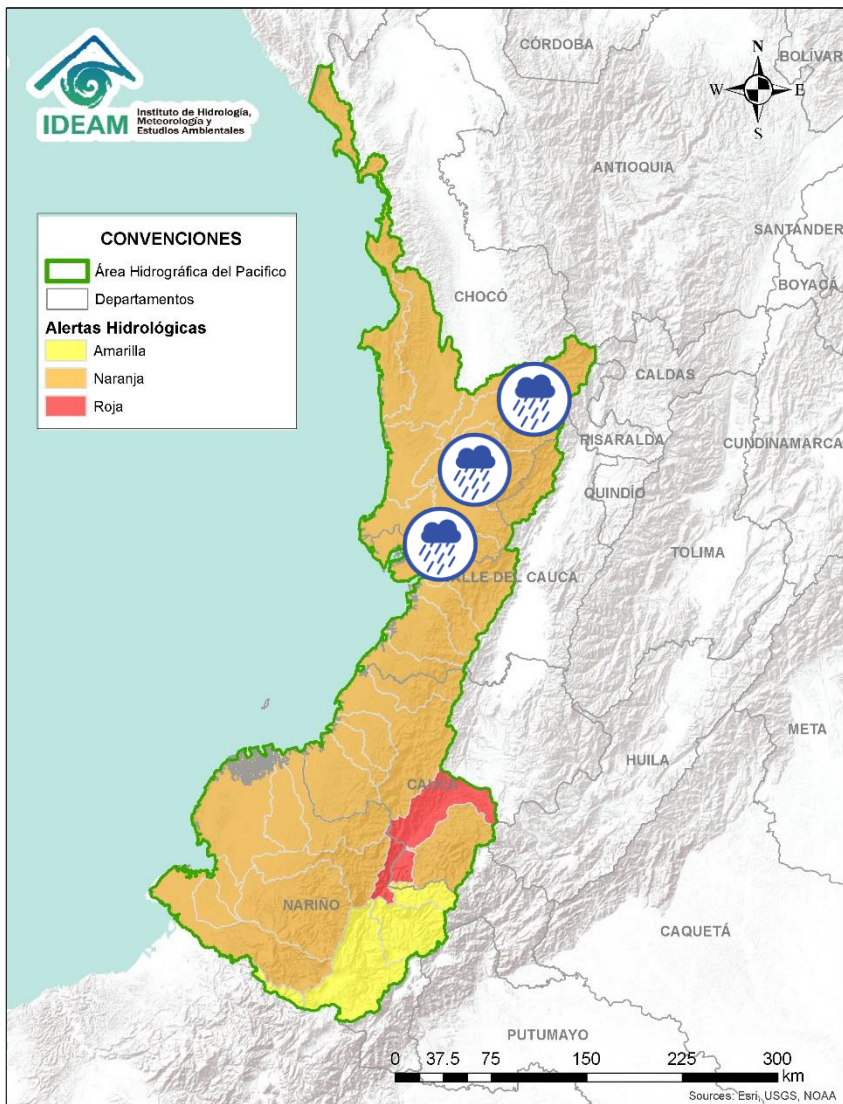 IDEAM
Instituto de Hidrología,
Meteorología y
Estudios Ambientales
N
W
E
S
CÓRDOBA
BOLÍVAR
ANTIOQUIA
SANTANDER
BOYACÁ
CONVENCIONES
Área Hidrográfica del Pacifico
Departamentos
Alertas Hidrológicas
Amarilla
Naranja
Roja
CHOCÓ
CALDAS
RISARALDA
CUNDINAMARCA
QUINDÍO
TOLIMA
ALLE DEL CAUCA
META
HUILA
CAUCA
NARIÑO
CAQUETÁ
PUTUMAYO
0 37.5 75 150 225 300
km
Sources: Esri, USGS, NOAA